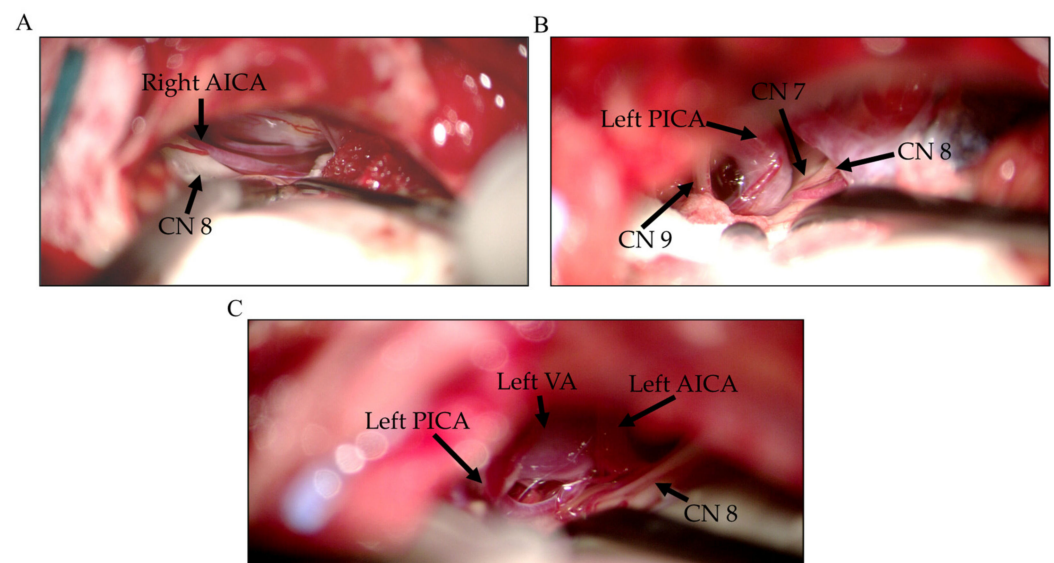 A
Right AICA
CN 8
B
CN 7
Left PICA
CN 8
CN 9
C
Left VA
Left AICA
Left PICA
CN 8